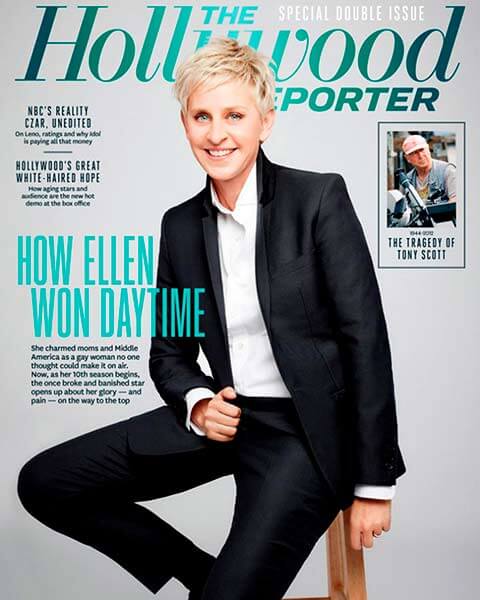 SPECIAL DOUBLE ISSUE
THE
Hollywood
REPORTER
NBC'S REALITY
CZAR, UNEDITED
On Leno, ratings and why Idol
is paying all that money
HOLLYWOOD'S GREAT
WHITE-HAIRED HOPE
How aging stars and
audience are the new hot
demo at the box office
1944-2012
THE TRAGEDY OF
TONY SCOTT
HOW ELLEN
WON DAYTIME
She charmed moms and Middle
America as a gay woman no one
thought could make it on air.
Now, as her 10th season begins,
the once broke and banished star
opens up about her glory — and
pain — on the way to the top